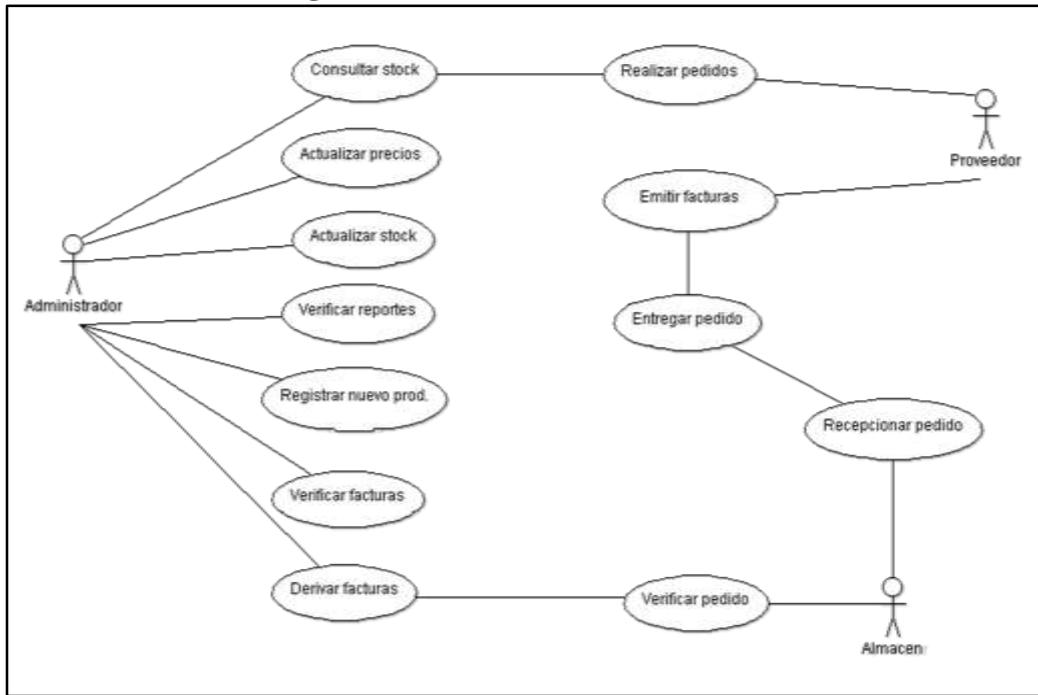 Consultar stock
Realizar pedidos
Proveedor
Actualizar precios
Emitir facturas
Actualizar stock
Administrador
Verificar reportes
Entregar pedido
Registrar nuevo prod.
Recepcionar pedido
Verificar facturas
Derivar facturas
Verificar pedido
Almacen